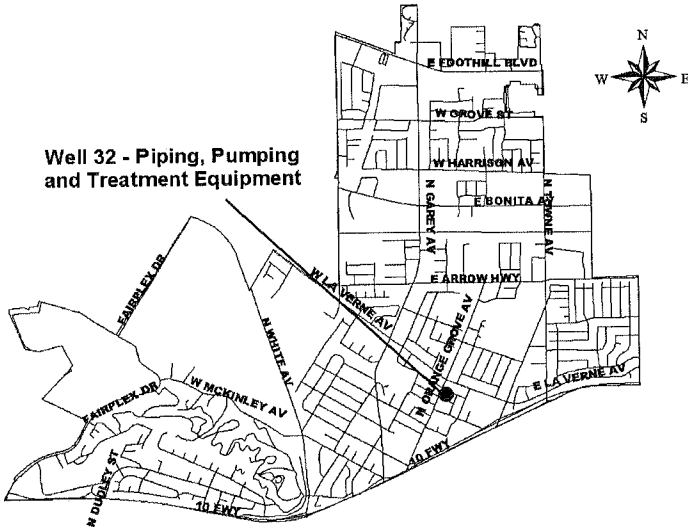 E FOOTHILL BLVD
N
W E
S
W GROVE ST
Well 32 - Piping, Pumping
and Treatment Equipment
W HARRISON AV
N GAREY AV
E BONITA A
N TOWNE AV
FAIRPLEX DR
W LA VERNE AV
E ARROW HWY
N WHITE AV
N ORANGE GROVE AV
W MCKINLEY AV
E LA VERNE AV
FAIRPLEX DR
N DUDLEY ST
10 FWY
10 FWY